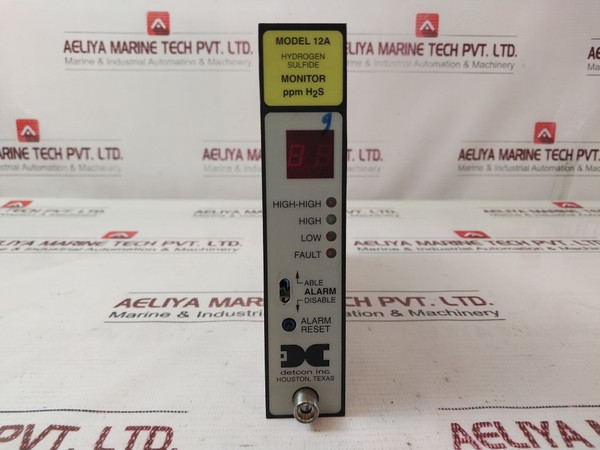 MODEL 12A
HYDROGEN
SULFIDE
MONITOR
ppm H2S
9
HIGH-HIGH
HIGH
LOW
FAULT
ABLE
ALARM
DISABLE
ALARM
RESET
detcon inc
HOUSTON, TEXAS
AELIYA MARINE TECH PVT. LTD.
Marine & Industrial Automation & Machinery